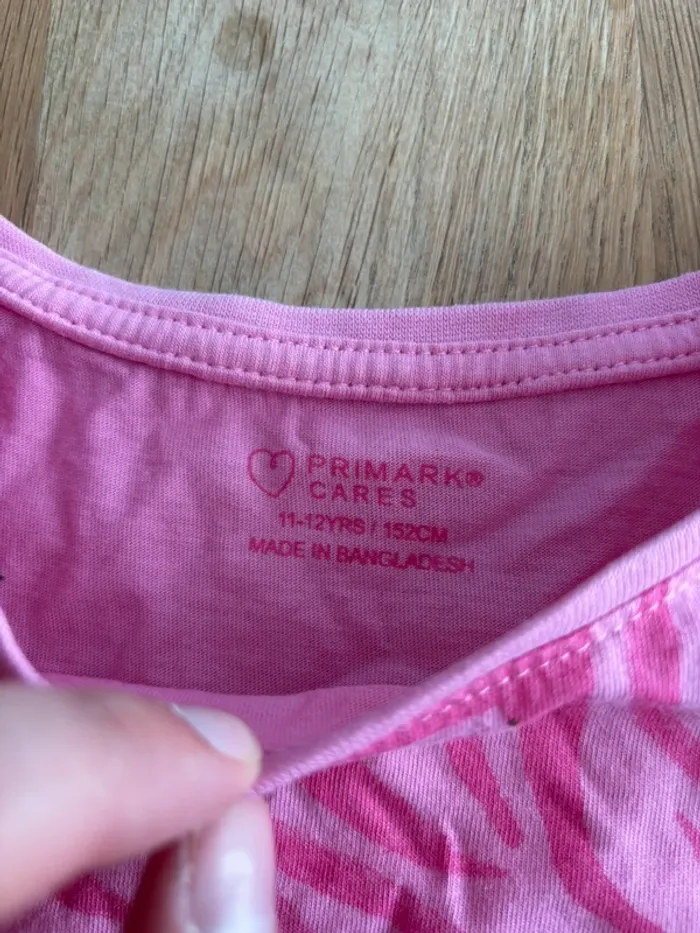 PRIMARK®
CARES
11-12YRS / 152CM
MADE IN BANGLADESH